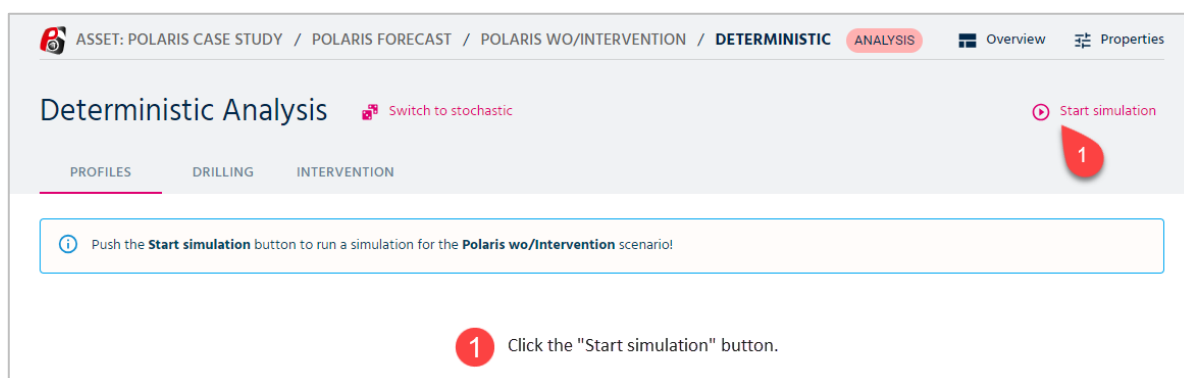 ASSET: POLARIS CASE STUDY / POLARIS FORECAST / POLARIS WO/INTERVENTION / DETERMINISTIC ANALYSIS Overview Properties
Deterministic Analysis Switch to stochastic Start simulation
1
PROFILES DRILLING INTERVENTION
Push the Start simulation button to run a simulation for the Polaris wo/Intervention scenario!
1 Click the "Start simulation" button.